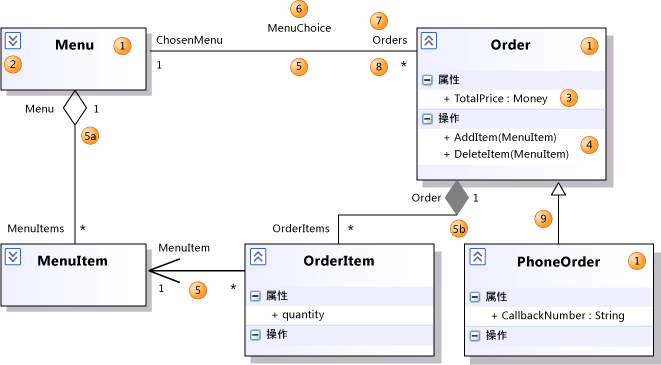 6
MenuChoice
7
ChosenMenu
Orders
Menu
1
2
1
5
8
*
Order
1
属性
+ TotalPrice : Money
3
操作
+ AddItem(MenuItem)
4
+ DeleteItem(MenuItem)
Menu
1
5a
Order
1
MenuItems
*
OrderItems
*
5b
9
MenuItem
MenuItem
1
5
*
OrderItem
属性
+ quantity
操作
PhoneOrder
1
属性
+ CallbackNumber : String
操作